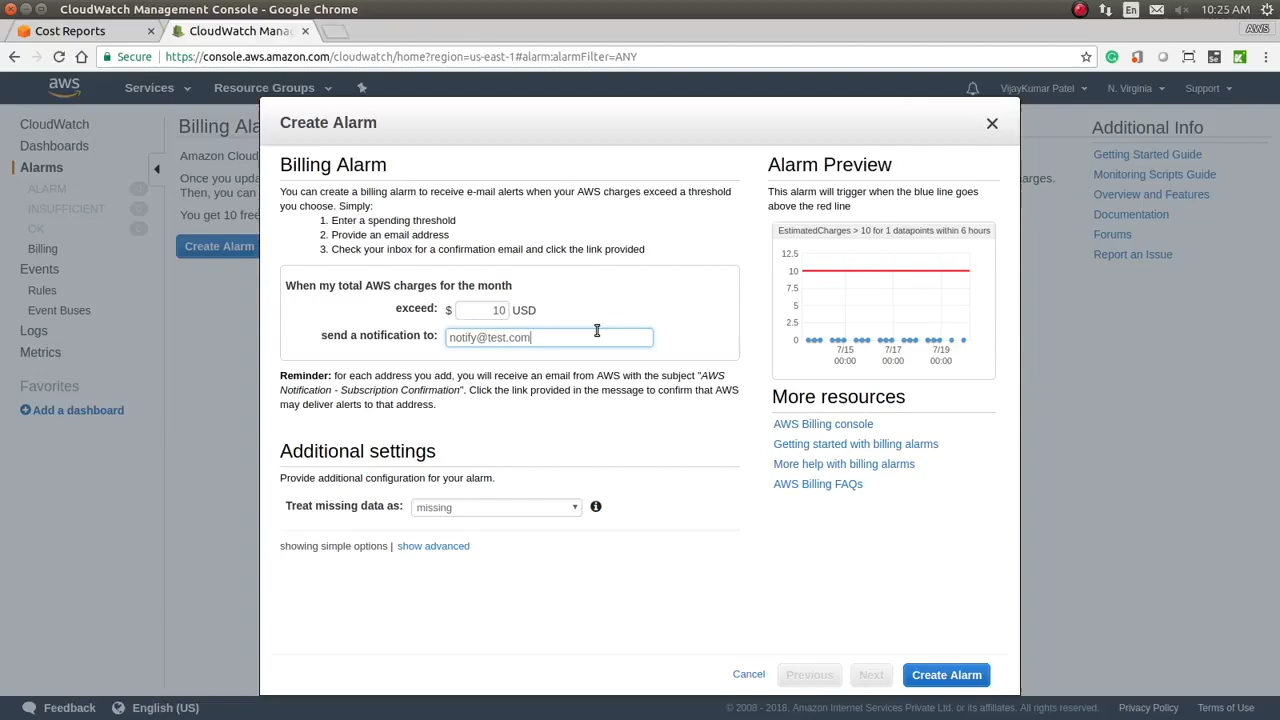 CloudWatch Management Console - Google Chrome
En
10:25 AM
Cost Reports
CloudWatch Mana
AWS
Secure
https://console.aws.amazon.com/cloudwatch/home?region=us-east-1#alarm:alarmFilter=ANY
aws
Services
Resource Groups
VijayKumar Patel
N. Virginia
Support
CloudWatch
Dashboards
Alarms
ALARM 0
INSUFFICIENT 0
OK 0
Billing
Events
Rules
Event Buses
Logs
Metrics
Favorites
Add a dashboard
Billing Ala
Amazon Cloud
Once you upda
Then, you can
You get 10 free
Create Alarm
charges.
Create Alarm
Billing Alarm
You can create a billing alarm to receive e-mail alerts when your AWS charges exceed a threshold
you choose. Simply:
1. Enter a spending threshold
2. Provide an email address
3. Check your inbox for a confirmation email and click the link provided
When my total AWS charges for the month
exceed: $ 10 USD
send a notification to: notify@test.com
Reminder: for each address you add, you will receive an email from AWS with the subject "AWS
Notification - Subscription Confirmation". Click the link provided in the message to confirm that AWS
may deliver alerts to that address.
Additional settings
Provide additional configuration for your alarm.
Treat missing data as: missing
showing simple options | show advanced
Alarm Preview
This alarm will trigger when the blue line goes
above the red line
EstimatedCharges > 10 for 1 datapoints within 6 hours
12.5
10
7.5
5
2.5
0
7/15 7/17 7/19
00:00 00:00 00:00
More resources
AWS Billing console
Getting started with billing alarms
More help with billing alarms
AWS Billing FAQs
Cancel
Previous
Next
Create Alarm
Additional Info
Getting Started Guide
Monitoring Scripts Guide
Overview and Features
Documentation
Forums
Report an Issue
Feedback
English (US)
© 2008 - 2018, Amazon Internet Services Private Ltd. or its affiliates. All rights reserved.
Privacy Policy
Terms of Use